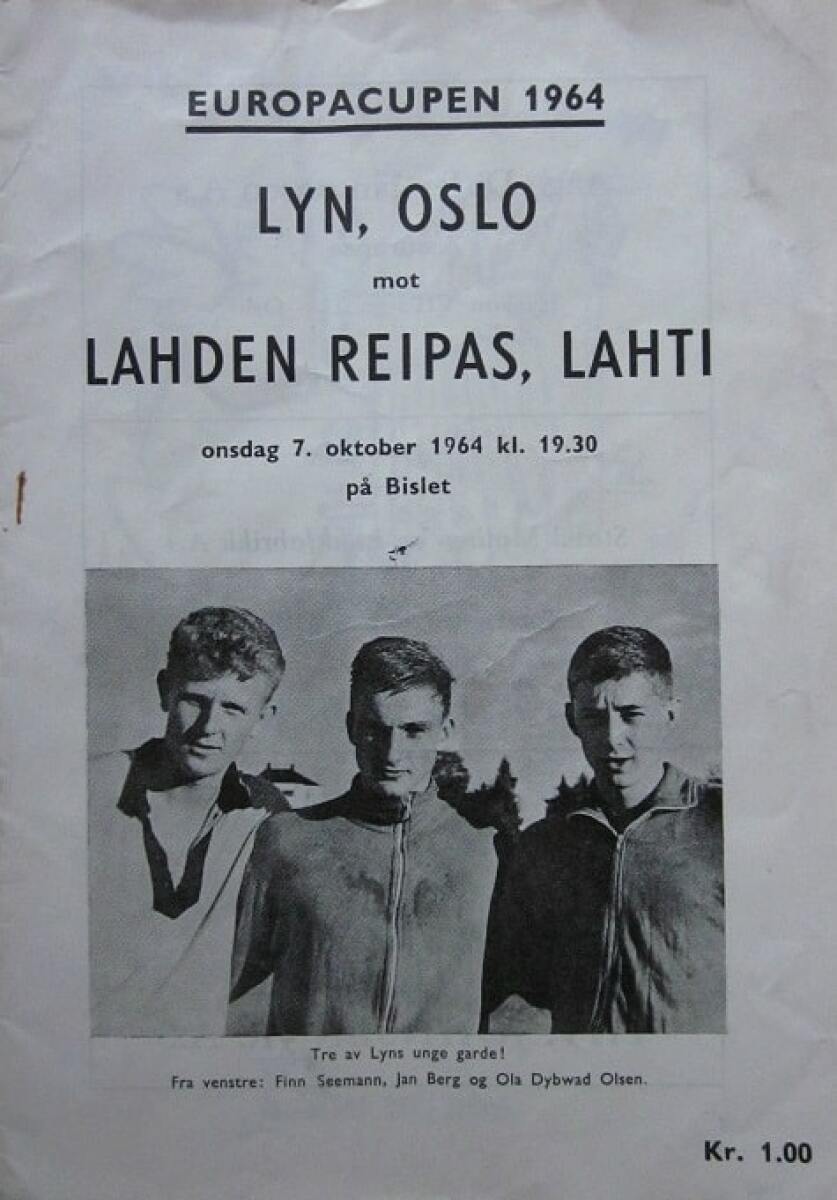 EUROPACUPEN 1964
LYN, OSLO
mot
LAHDEN REIPAS, LAHTI
onsdag 7. oktober 1964 kl. 19.30
på Bislet
Tre av Lyns unge garde!
Fra venstre: Finn Seemann, Jan Berg og Ola Dybwad Olsen.
Kr. 1.00